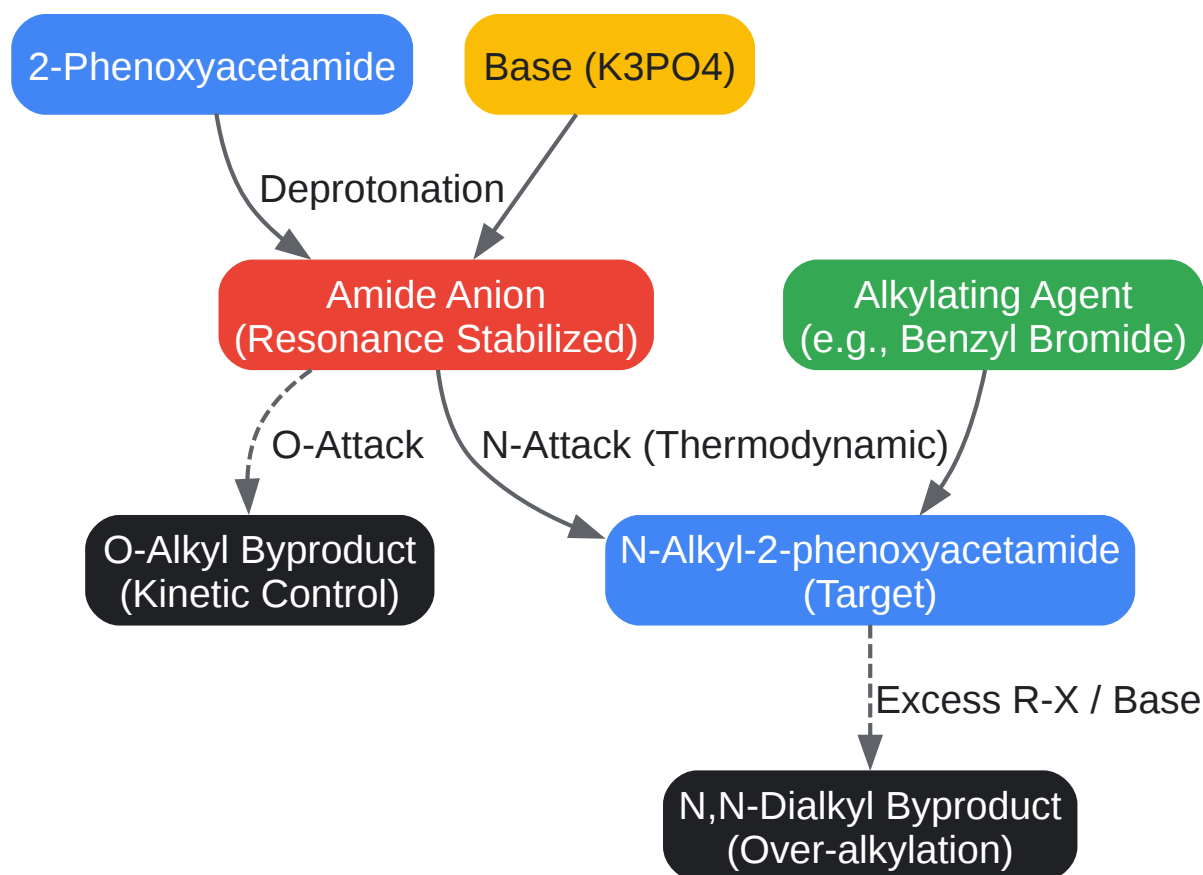 2-Phenoxyacetamide
Base (K3PO4)
Deprotonation
Amide Anion
(Resonance Stabilized)
Alkylating Agent
(e.g., Benzyl Bromide)
O-Attack
N-Attack (Thermodynamic)
O-Alkyl Byproduct
(Kinetic Control)
N-Alkyl-2-phenoxyacetamide
(Target)
Excess R-X / Base
N,N-Dialkyl Byproduct
(Over-alkylation)